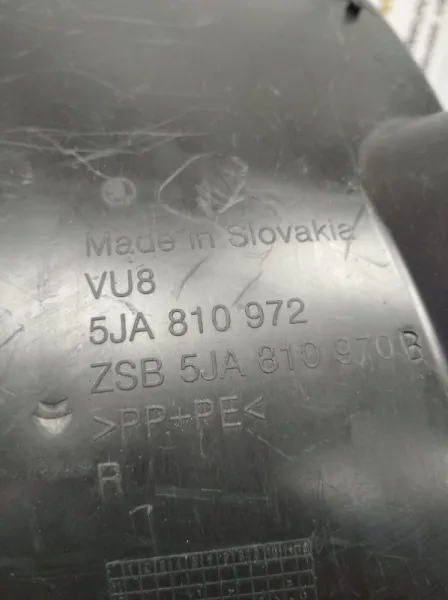 Made in Slovakia
VU8
5JA 810 972
ZSB 5JA 810 970 B
>PP+PE<
R